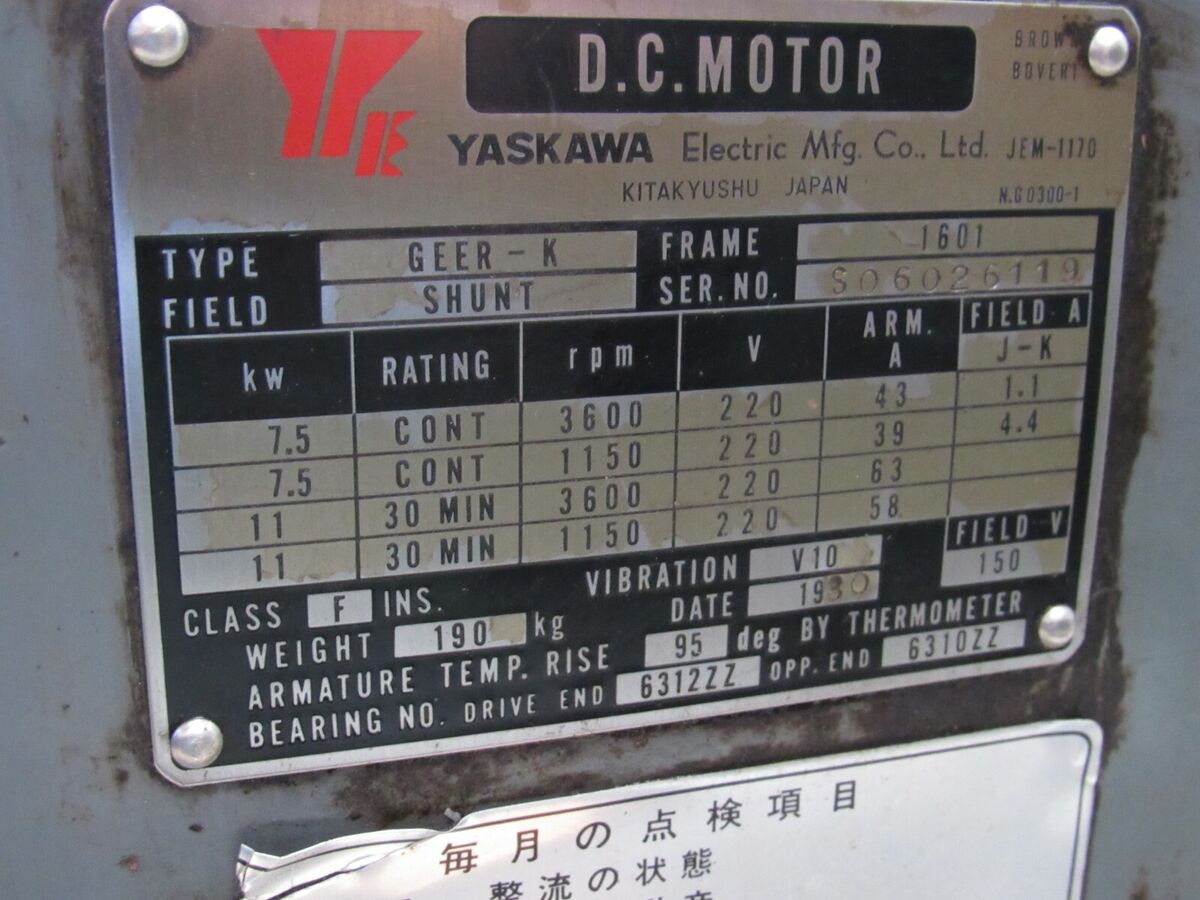 D.C.MOTOR
BROWN
BOVERI
YASKAWA Electric Mfg. Co., Ltd. JEM-1170
KITAKYUSHU JAPAN N.G0300-1
TYPE GEER-K FRAME 1601
FIELD SHUNT SER.NO. S06026119
kw RATING rpm V ARM. A FIELD A
J-K
7.5 CONT 3600 220 43 1.1
7.5 CONT 1150 220 39 4.4
11 30 MIN 3600 220 63
11 30 MIN 1150 220 58
FIELD V
150
CLASS F INS. VIBRATION V10
WEIGHT 190 kg DATE 1980
ARMATURE TEMP. RISE 95 deg BY THERMOMETER
BEARING NO. DRIVE END 6312ZZ OPP. END 6310ZZ
毎月の点検項目
整流の状態